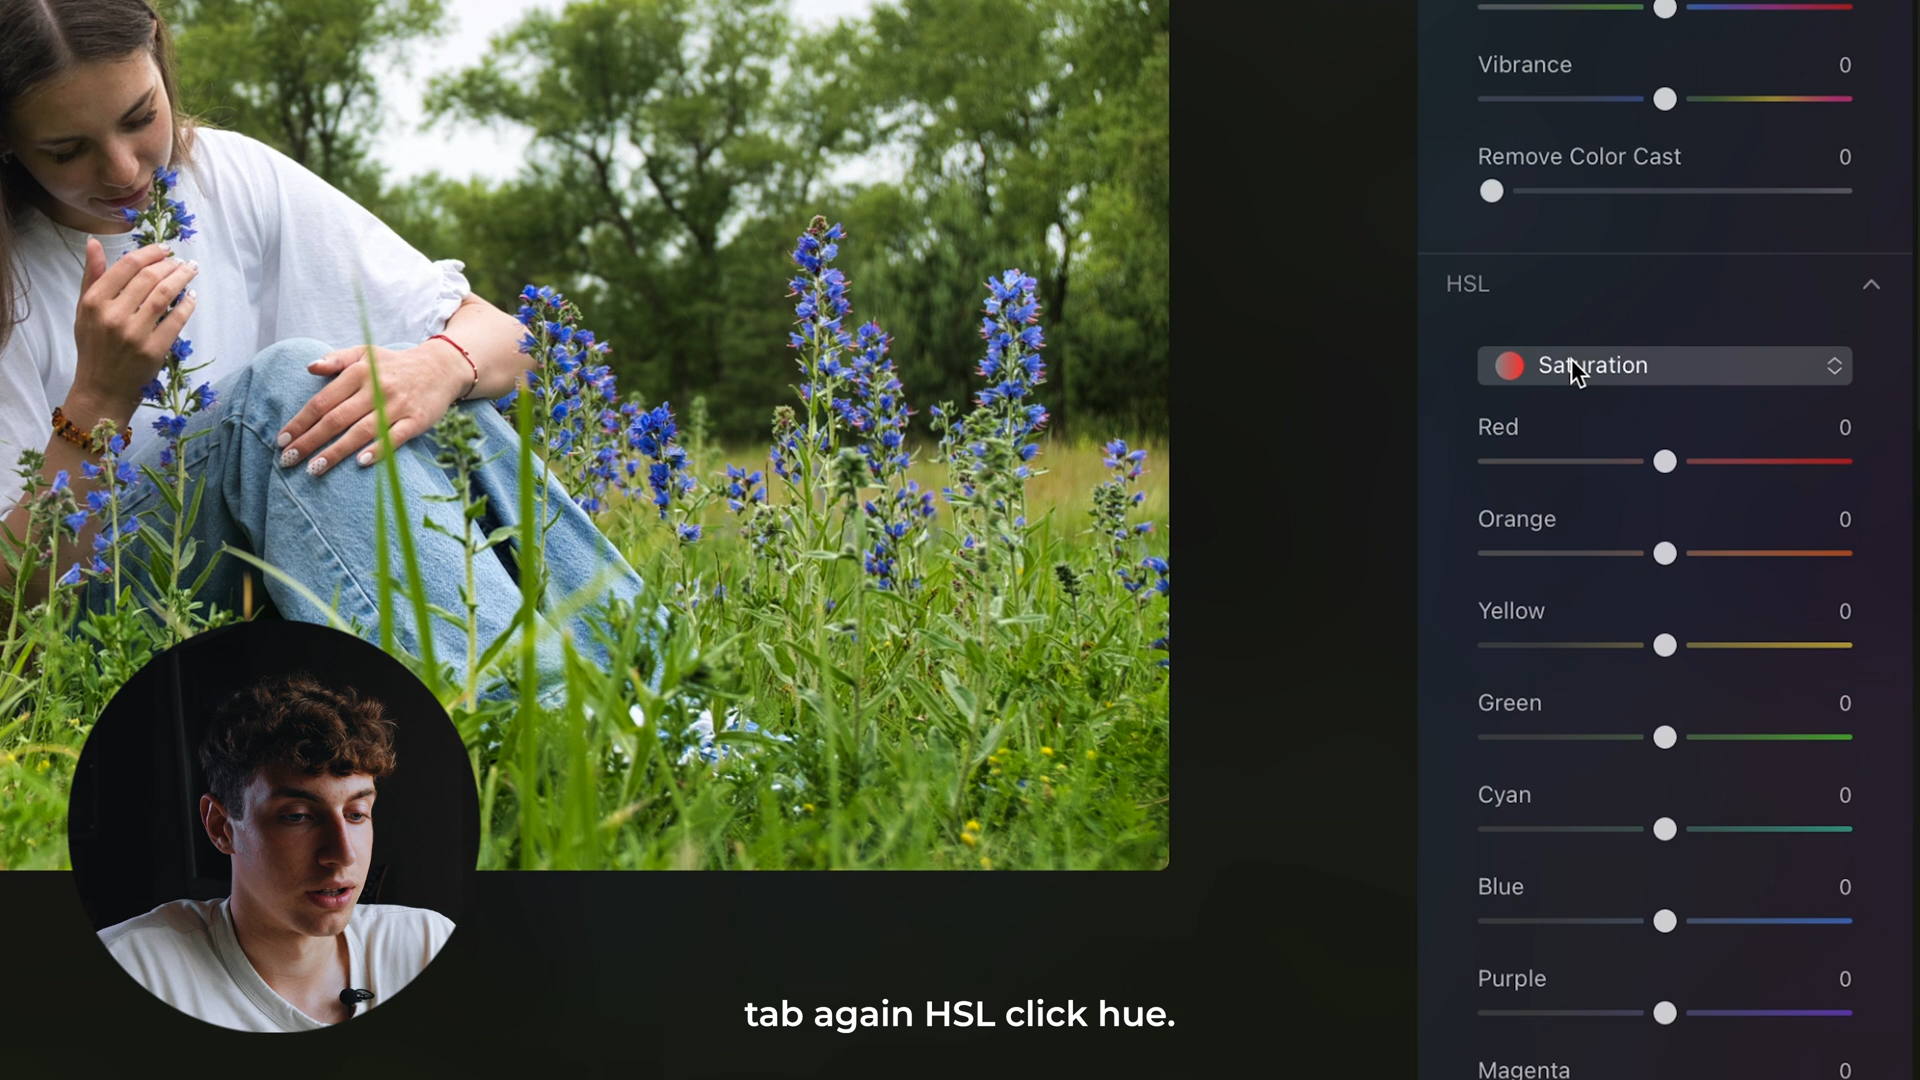 Vibrance 0
Remove Color Cast 0
HSL
Saturation
Red 0
Orange 0
Yellow 0
Green 0
Cyan 0
Blue 0
Purple 0
Magenta 0
tab again HSL click hue.